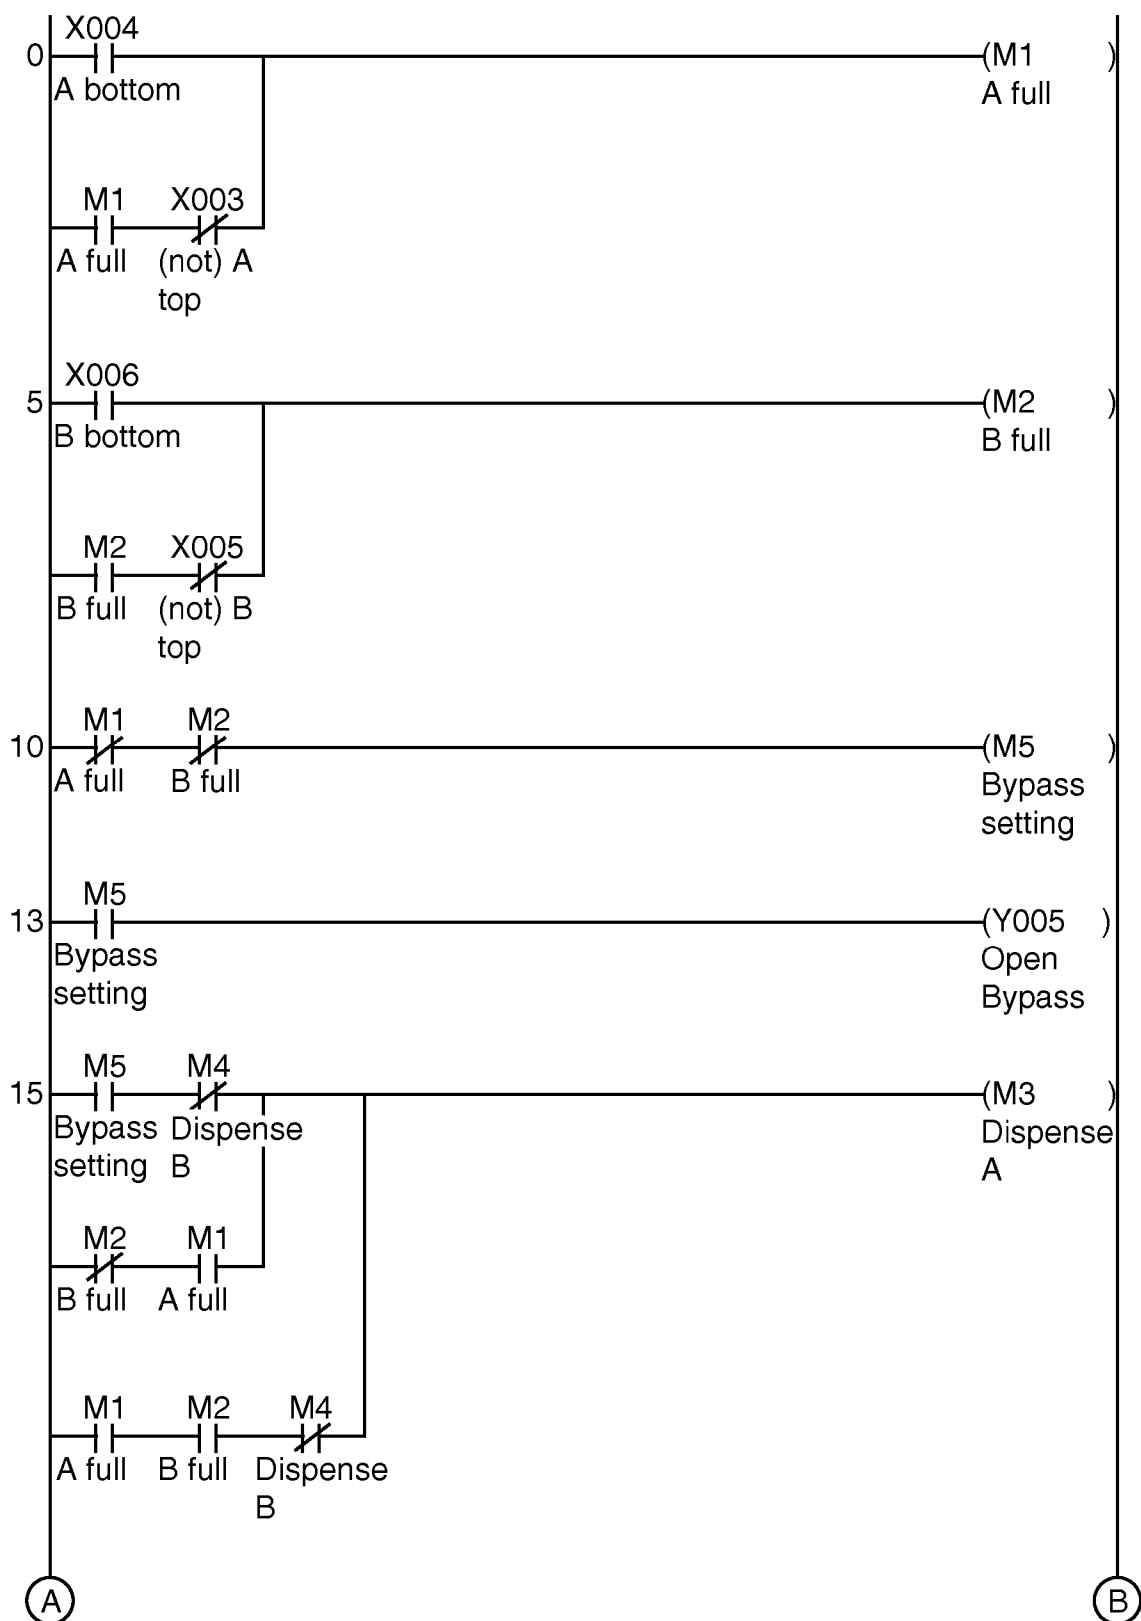 X004
0 (M1 )
A bottom A full
M1 X003
A full (not) A
top
X006
5 (M2 )
B bottom B full
M2 X005
B full (not) B
top
M1 M2
10 (M5 )
A full B full Bypass
setting
M5
13 (Y005 )
Bypass Open
setting Bypass
M5 M4
15 (M3 )
Bypass Dispense Dispense
setting B A
M2 M1
B full A full
M1 M2 M4
A full B full Dispense
B
A B